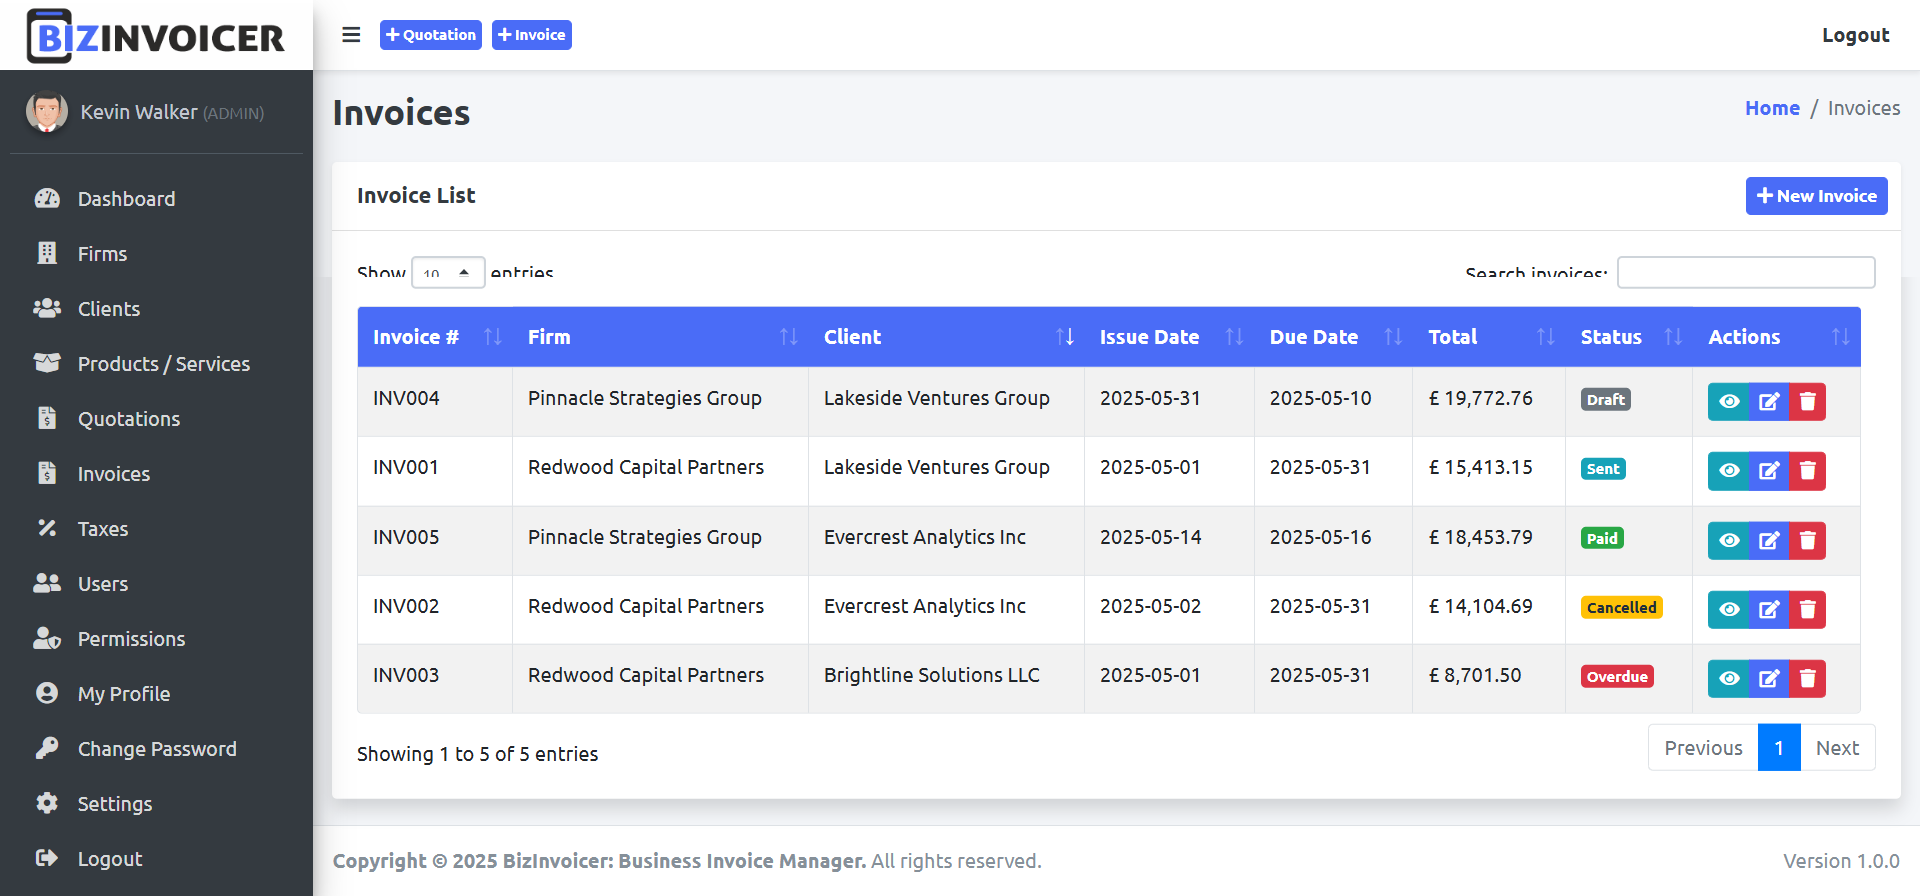 BIZINVOICER
+ Quotation + Invoice Logout
Kevin Walker (ADMIN)
Dashboard
Firms
Clients
Products / Services
Quotations
Invoices
Taxes
Users
Permissions
My Profile
Change Password
Settings
Logout
Invoices
Home / Invoices
Invoice List
+ New Invoice
Show 10 entries
Search invoices:
Invoice # Firm Client Issue Date Due Date Total Status Actions
INV004 Pinnacle Strategies Group Lakeside Ventures Group 2025-05-31 2025-05-10 £ 19,772.76 Draft
INV001 Redwood Capital Partners Lakeside Ventures Group 2025-05-01 2025-05-31 £ 15,413.15 Sent
INV005 Pinnacle Strategies Group Evercrest Analytics Inc 2025-05-14 2025-05-16 £ 18,453.79 Paid
INV002 Redwood Capital Partners Evercrest Analytics Inc 2025-05-02 2025-05-31 £ 14,104.69 Cancelled
INV003 Redwood Capital Partners Brightline Solutions LLC 2025-05-01 2025-05-31 £ 8,701.50 Overdue
Showing 1 to 5 of 5 entries
Previous 1 Next
Copyright © 2025 BizInvoicer: Business Invoice Manager. All rights reserved.
Version 1.0.0